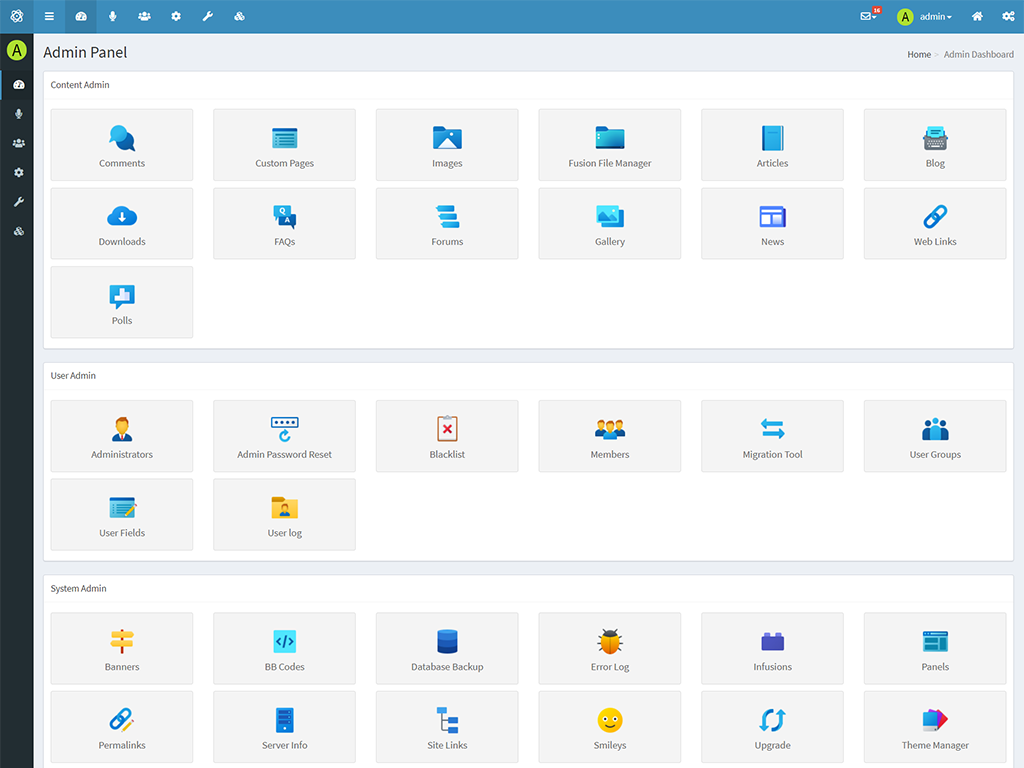 16
A admin
A Admin Panel
Home > Admin Dashboard
Content Admin
Comments Custom Pages Images Fusion File Manager Articles Blog
Downloads FAQs Forums Gallery News Web Links
Polls
User Admin
Administrators Admin Password Reset Blacklist Members Migration Tool User Groups
User Fields User log
System Admin
Banners BB Codes Database Backup Error Log Infusions Panels
Permalinks Server Info Site Links Smileys Upgrade Theme Manager